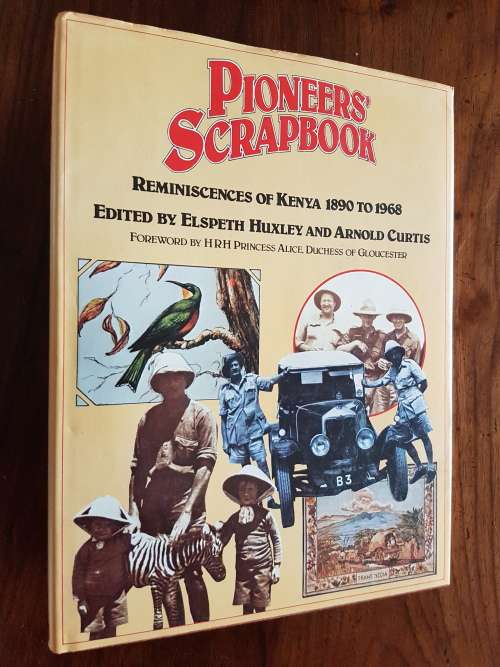 PIONEERS'
SCRAPBOOK
REMINISCENCES OF KENYA 1890 TO 1968
EDITED BY ELSPETH HUXLEY AND ARNOLD CURTIS
FOREWORD BY HRH PRINCESS ALICE, DUCHESS OF GLOUCESTER
B3